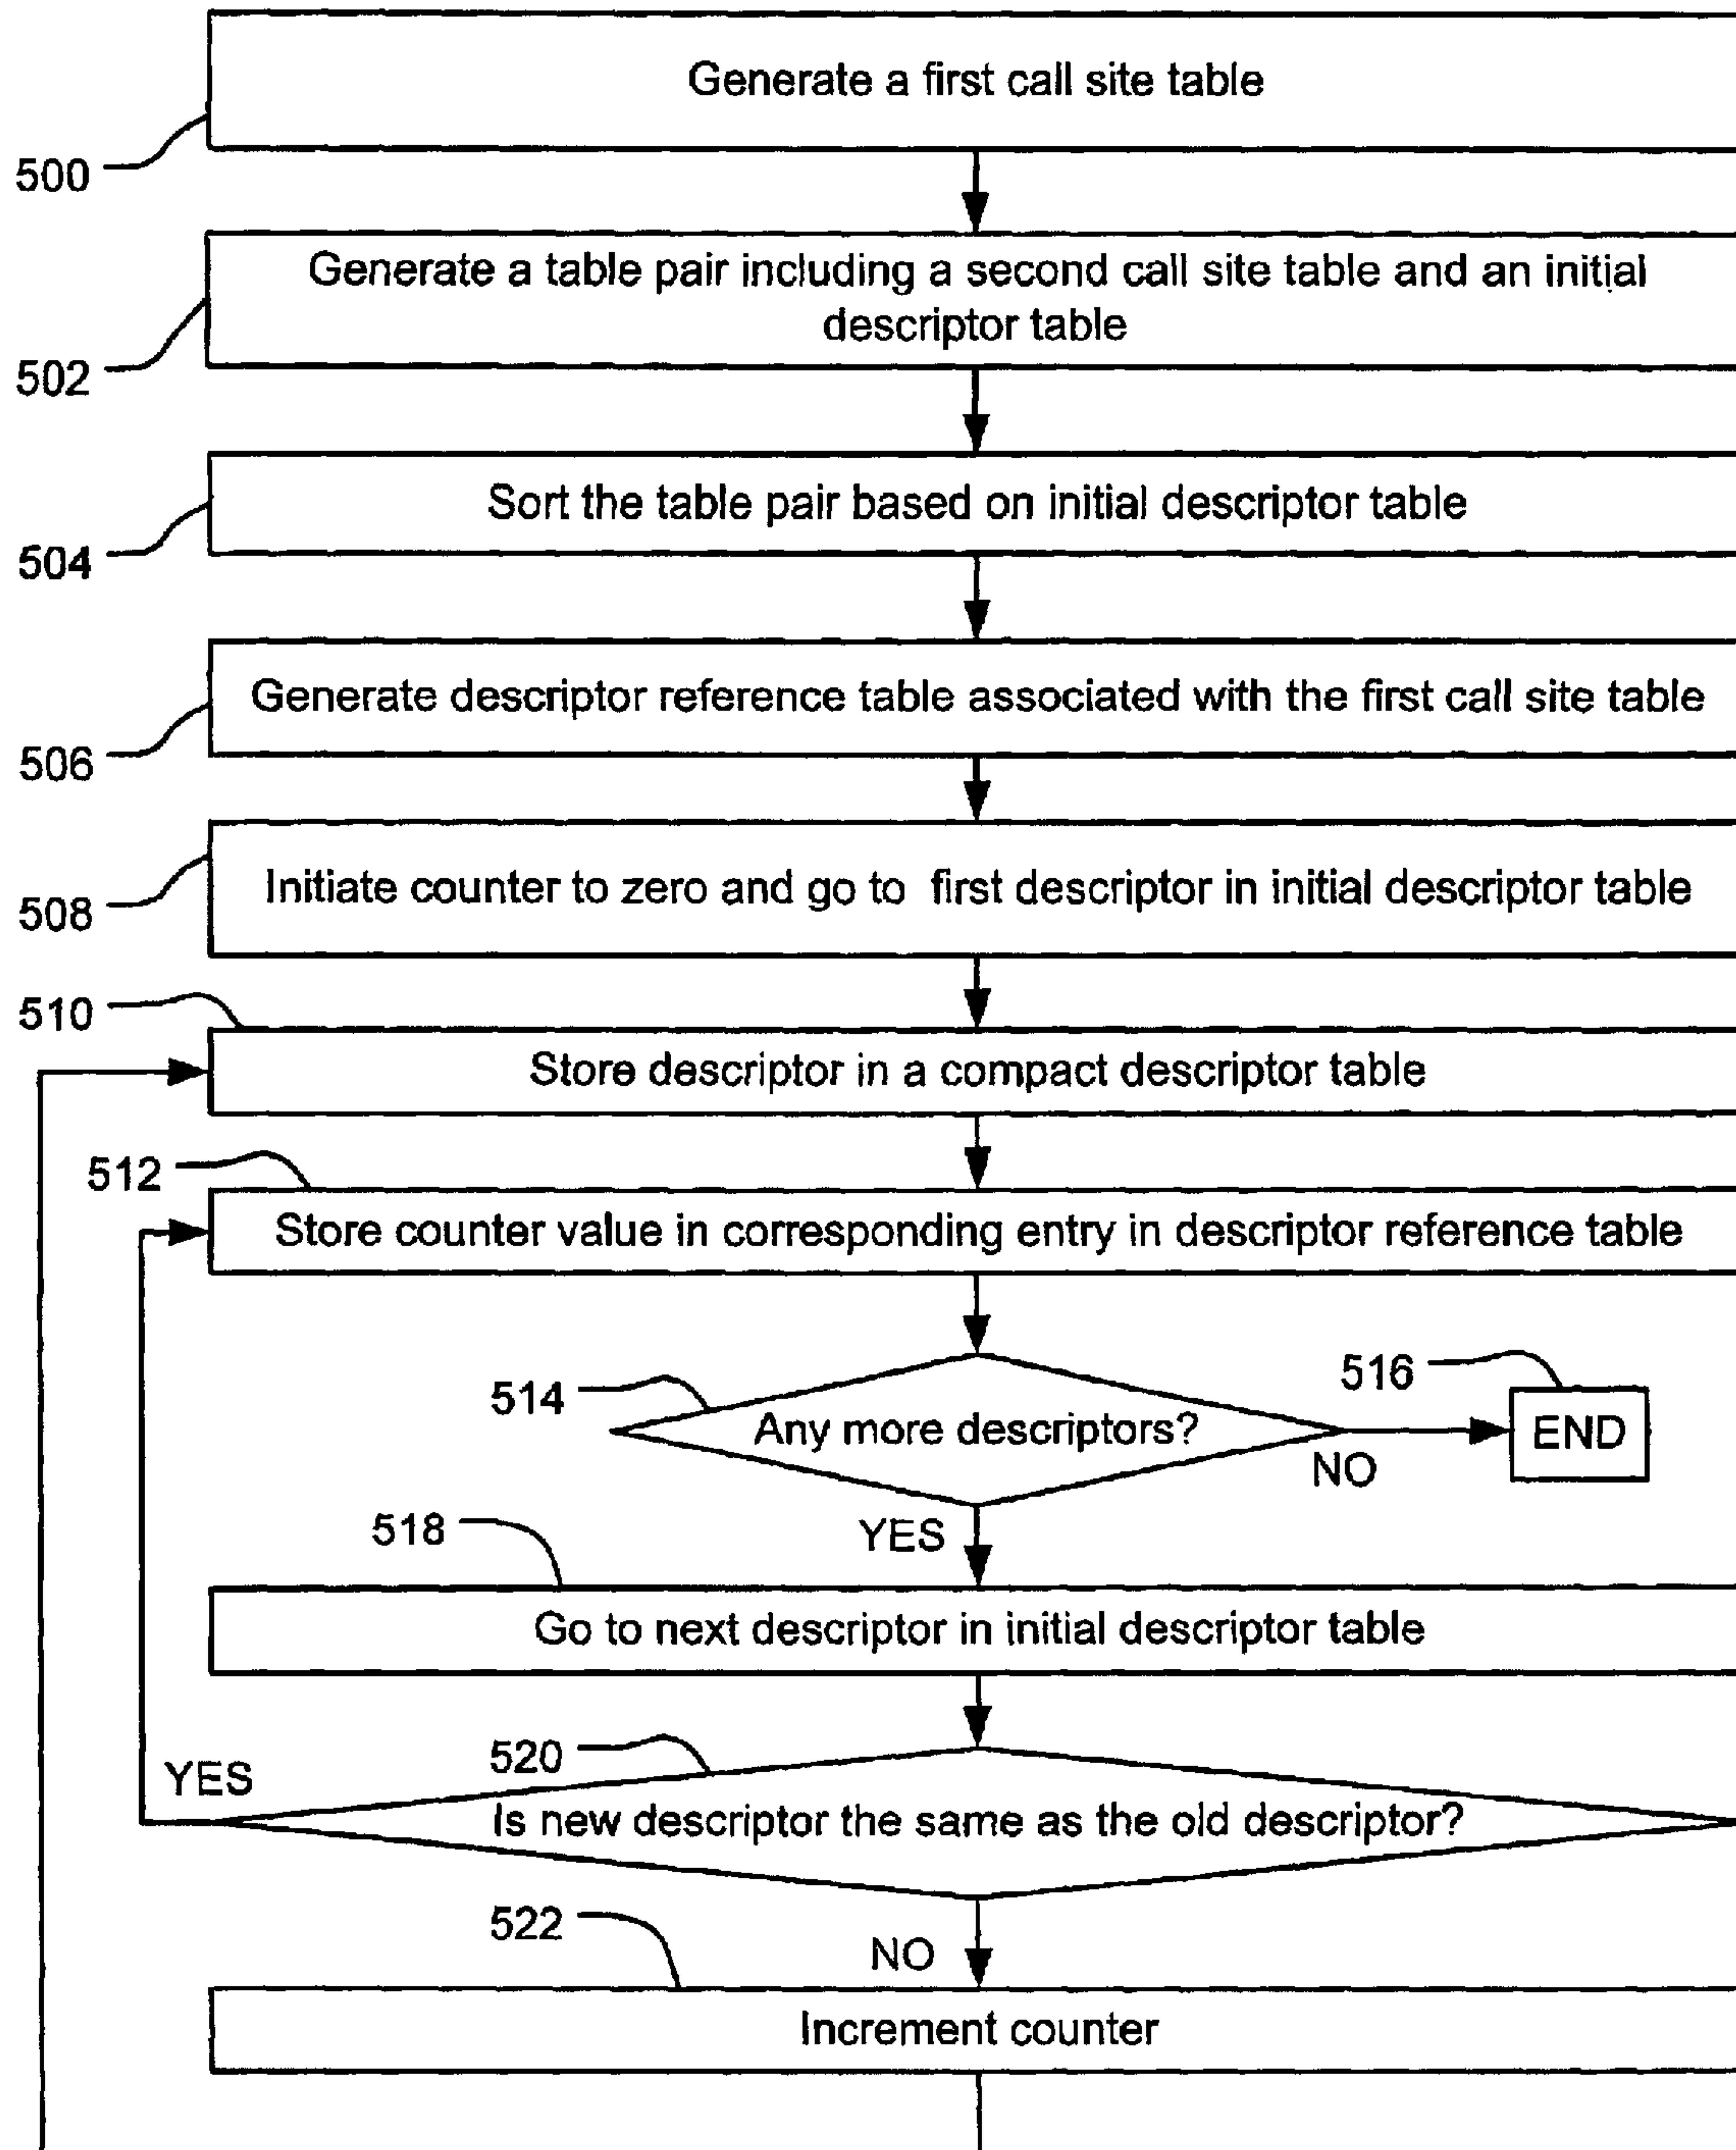 Generate a first call site table
500
Generate a table pair including a second call site table and an initial
descriptor table
502
Sort the table pair based on initial descriptor table
504
Generate descriptor reference table associated with the first call site table
506
Initiate counter to zero and go to first descriptor in initial descriptor table
508
510
Store descriptor in a compact descriptor table
512
Store counter value in corresponding entry in descriptor reference table
514
Any more descriptors?
516
END
NO
YES
518
Go to next descriptor in initial descriptor table
520
YES
Is new descriptor the same as the old descriptor?
522
NO
Increment counter